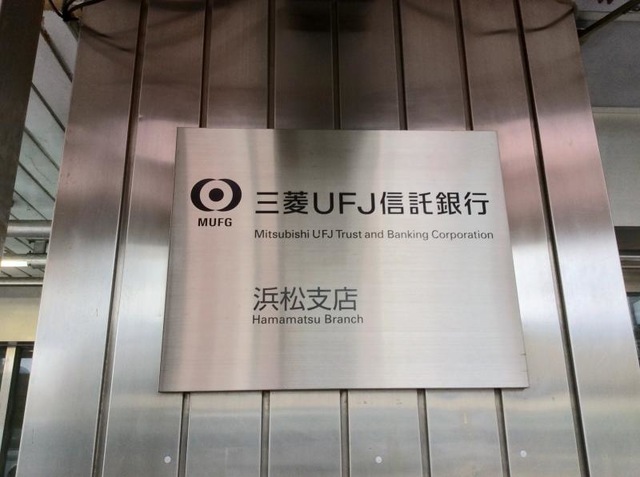 三菱UFJ信託銀行
MUFG
Mitsubishi UFJ Trust and Banking Corporation
浜松支店
Hamamatsu Branch